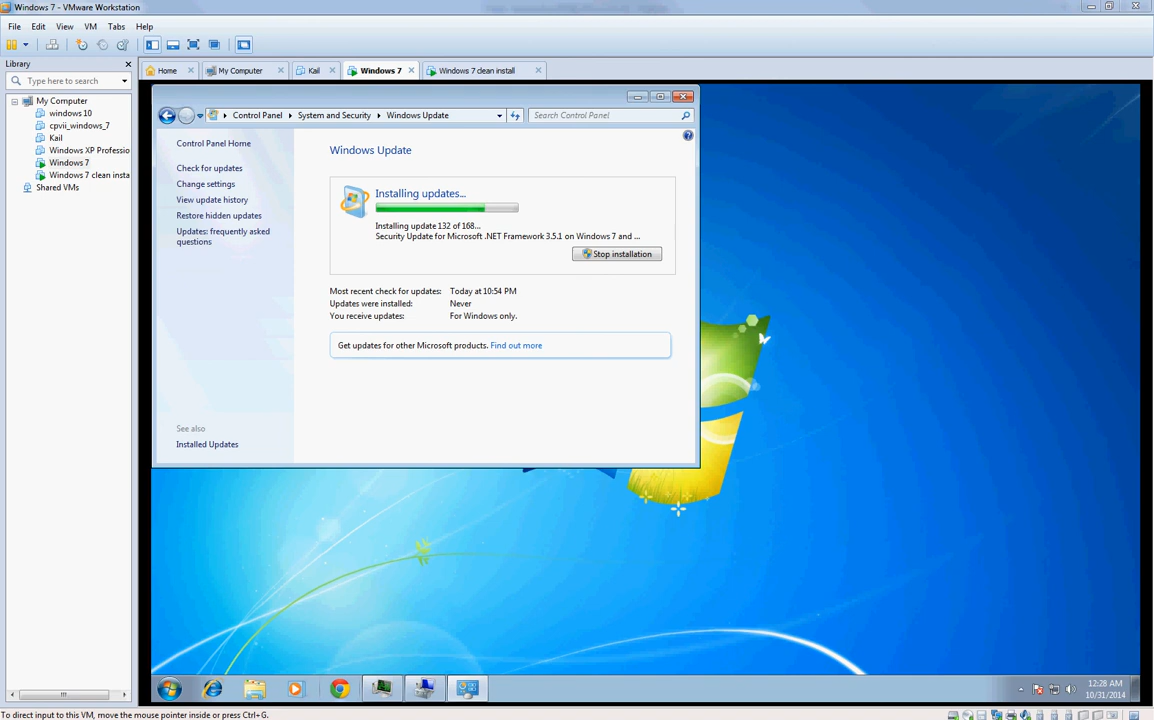 Windows 7 - VMware Workstation
File Edit View VM Tabs Help
Library
Type here to search
My Computer
windows 10
cpvii_windows_7
Kail
Windows XP Professio
Windows 7
Windows 7 clean insta
Shared VMs
Home My Computer Kail Windows 7 Windows 7 clean install
Control Panel System and Security Windows Update Search Control Panel
Control Panel Home
Check for updates
Change settings
View update history
Restore hidden updates
Updates: frequently asked
questions
See also
Installed Updates
Windows Update
Installing updates...
Installing update 132 of 168...
Security Update for Microsoft .NET Framework 3.5.1 on Windows 7 and ...
Stop installation
Most recent check for updates: Today at 10:54 PM
Updates were installed: Never
You receive updates: For Windows only.
Get updates for other Microsoft products. Find out more
12:28 AM
10/31/2014
To direct input to this VM, move the mouse pointer inside or press Ctrl+G.